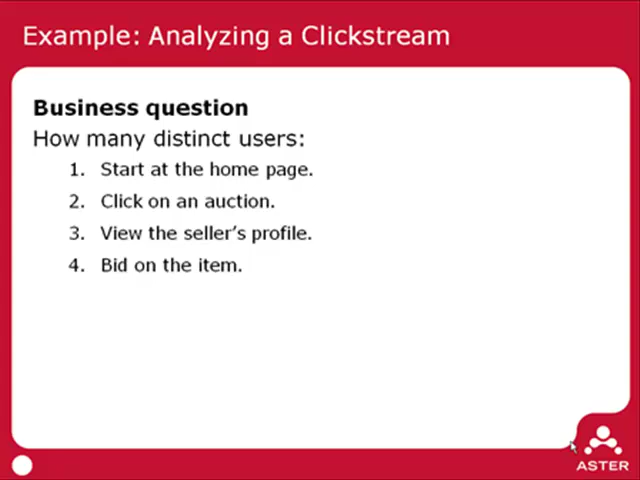 Example: Analyzing a Clickstream
Business question
How many distinct users:
1. Start at the home page.
2. Click on an auction.
3. View the seller's profile.
4. Bid on the item.
ASTER